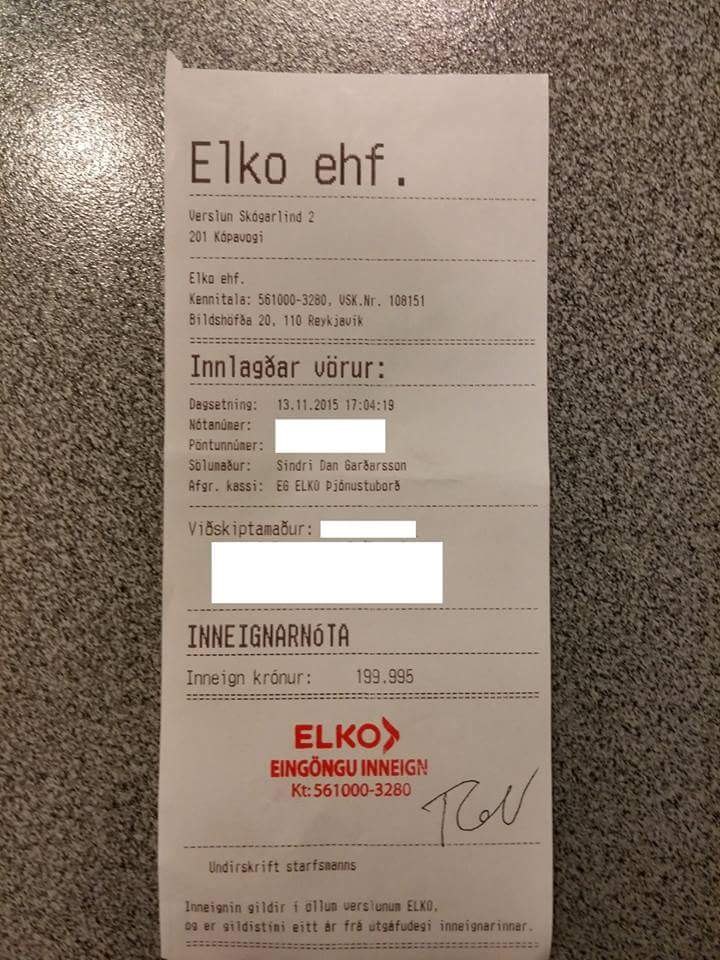 Elko ehf.
Verslun Skógarlind 2
201 Kópavogi
Elko ehf.
Kennitala: 561000-3280, VSK.Nr. 108151
Bildshöfða 20, 110 Reykjavík
Innlagðar vörur:
Dagsetning: 13.11.2015 17:04:19
Nótanúmer:
Pöntunnúmer:
Sölumaður: Sindri Dan Garðarsson
Afgr. kassi: EG ELKO Þjónustuborð
Viðskiptamaður:
INNEIGNARNóTA
Inneign krónur: 199.995
ELKO
EINGÖNGU INNEIGN
Kt: 561000-3280
Undirskrift starfsmanns
Inneignin gildir í öllum verslunum ELKO,
og er gildistími eitt ár frá útgáfudegi inneignarinnar.